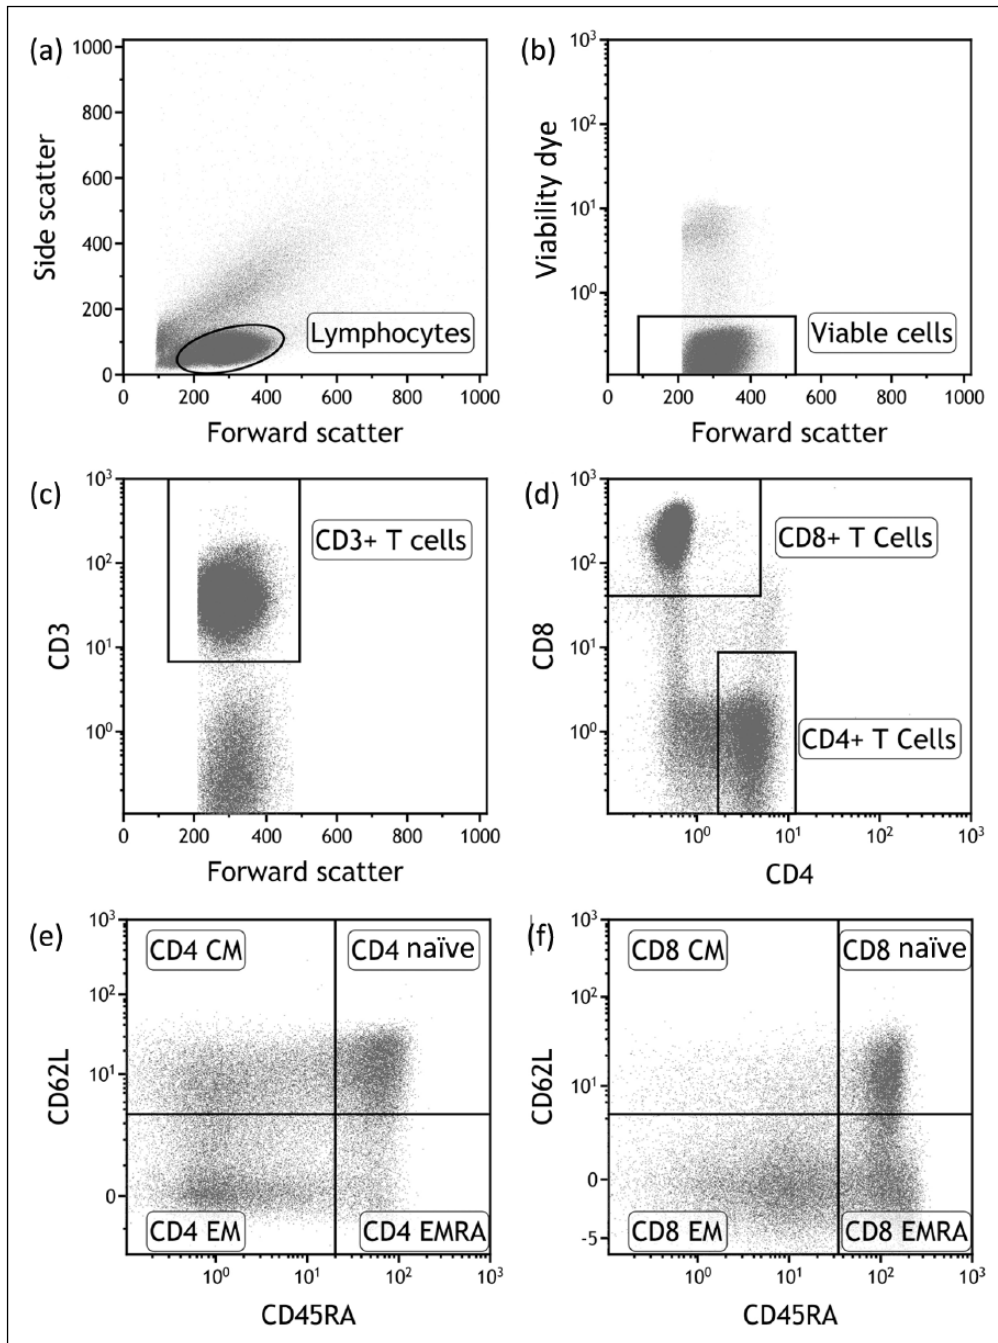 (a)
1000
800
600
400
200
0
Side scatter
Lymphocytes
0 200 400 600 800 1000
Forward scatter
(b)
10³
10²
10¹
10⁰
Viability dye
Viable cells
0 200 400 600 800 1000
Forward scatter
(c)
10³
10²
10¹
10⁰
CD3
CD3+ T cells
0 200 400 600 800 1000
Forward scatter
(d)
10³
10²
10¹
10⁰
CD8
CD8+ T Cells
CD4+ T Cells
10⁰ 10¹ 10² 10³
CD4
(e)
10³
10²
10¹
0
CD62L
CD4 CM
CD4 naïve
CD4 EM
CD4 EMRA
10⁰ 10¹ 10² 10³
CD45RA
(f)
10³
10²
10¹
0
-5
CD62L
CD8 CM
CD8 naïve
CD8 EM
CD8 EMRA
10⁰ 10¹ 10² 10³
CD45RA